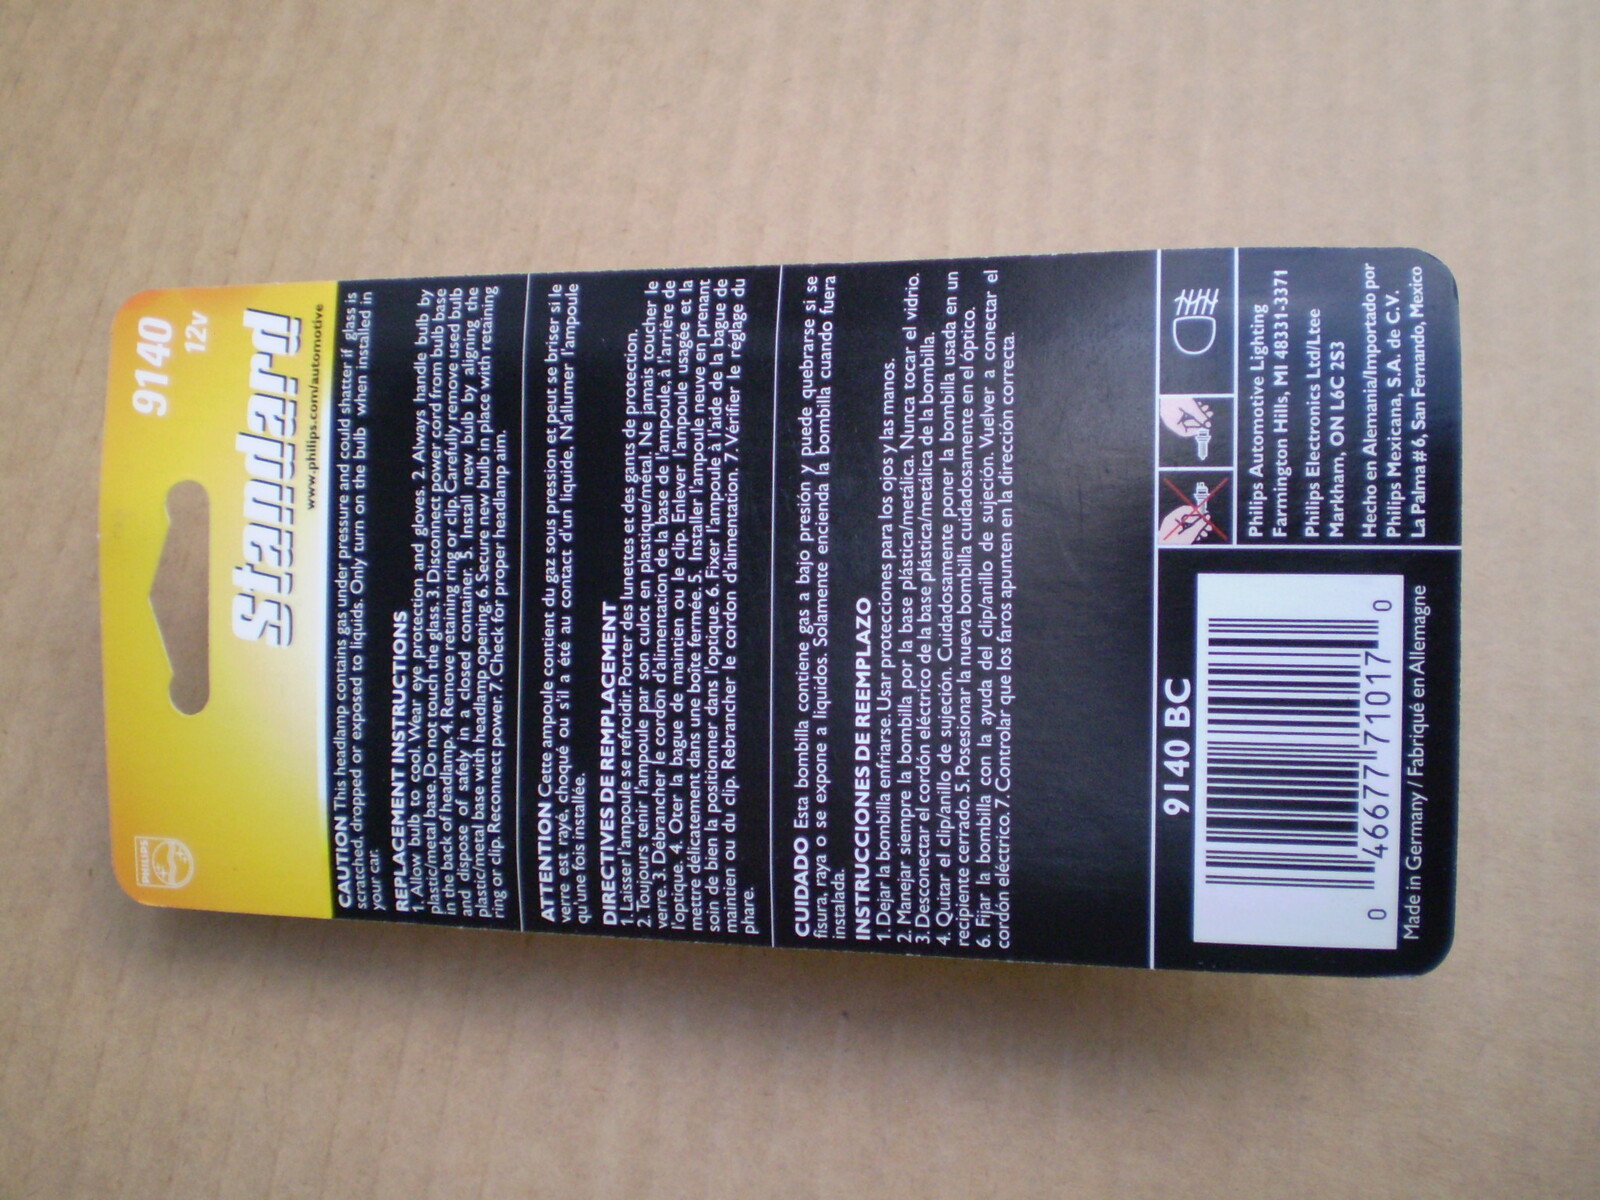 PHILIPS
9140
12v
Standard
www.philips.com/automotive
CAUTION This headlamp contains gas under pressure and could shatter if glass is
scratched, dropped or exposed to liquids. Only turn on the bulb when installed in
your car.
REPLACEMENT INSTRUCTIONS
1. Allow bulb to cool. Wear eye protection and gloves. 2. Always handle bulb by
plastic/metal base. Do not touch the glass. 3. Disconnect power cord from bulb base
in the back of headlamp. 4. Remove retaining ring or clip. Carefully remove used bulb
and dispose of safely in a closed container. 5. Install new bulb by aligning the
plastic/metal base with headlamp opening. 6. Secure new bulb in place with retaining
ring or clip. Reconnect power. 7. Check for proper headlamp aim.
ATTENTION Cette ampoule contient du gaz sous pression et peut se briser si le
verre est rayé, choqué ou s'il a été au contact d'un liquide, N'allumer l'ampoule
qu'une fois installée.
DIRECTIVES DE REMPLACEMENT
1. Laisser l'ampoule se refroidir. Porter des lunettes et des gants de protection.
2. Toujours tenir l'ampoule par son culot en plastique/métal. Ne jamais toucher le
verre. 3. Débrancher le cordon d'alimentation de la base de l'ampoule, à l'arrière de
l'optique. 4. Oter la bague de maintien ou le clip. Enlever l'ampoule usagée et la
mettre délicatement dans une boîte fermée. 5. Installer l'ampoule neuve en prenant
soin de bien la positionner dans l'optique. 6. Fixer l'ampoule à l'aide de la bague de
maintien ou du clip. Rebrancher le cordon d'alimentation. 7. Vérifier le réglage du
phare.
CUIDADO Esta bombilla contiene gas a bajo presión y puede quebrarse si se
fisura, raya o se expone a liquidos. Solamente encienda la bombilla cuando fuera
instalada.
INSTRUCCIONES DE REMPLAZO
1. Dejar la bombilla enfriarse. Usar protecciones para los ojos y las manos.
2. Manejar siempre la bombilla por la base plástica/metálica. Nunca tocar el vidrio.
3. Desconectar el cordón eléctrico de la base plástica/metálica de la bombilla.
4. Quitar el clip/anillo de sujeción. Cuidadosamente poner la bombilla usada en un
recipiente cerrado. 5. Posesionar la nueva bombilla cuidadosamente en el óptico.
6. Fijar la bombilla con la ayuda del clip/anillo de sujeción. Vuelver a conectar el
cordón eléctrico. 7. Controlar que los faros apunten en la dirección correcta.
9140 BC
0 46677 71017 0
Made in Germany / Fabriqué en Allemagne
Philips Automotive Lighting
Farmington Hills, MI 48331-3371
Philips Electronics Ltd/Ltee
Markham, ON L6C 2S3
Hecho en Alemania/Importado por
Philips Mexicana, S.A. de C.V.
La Palma #6, San Fernando, Mexico